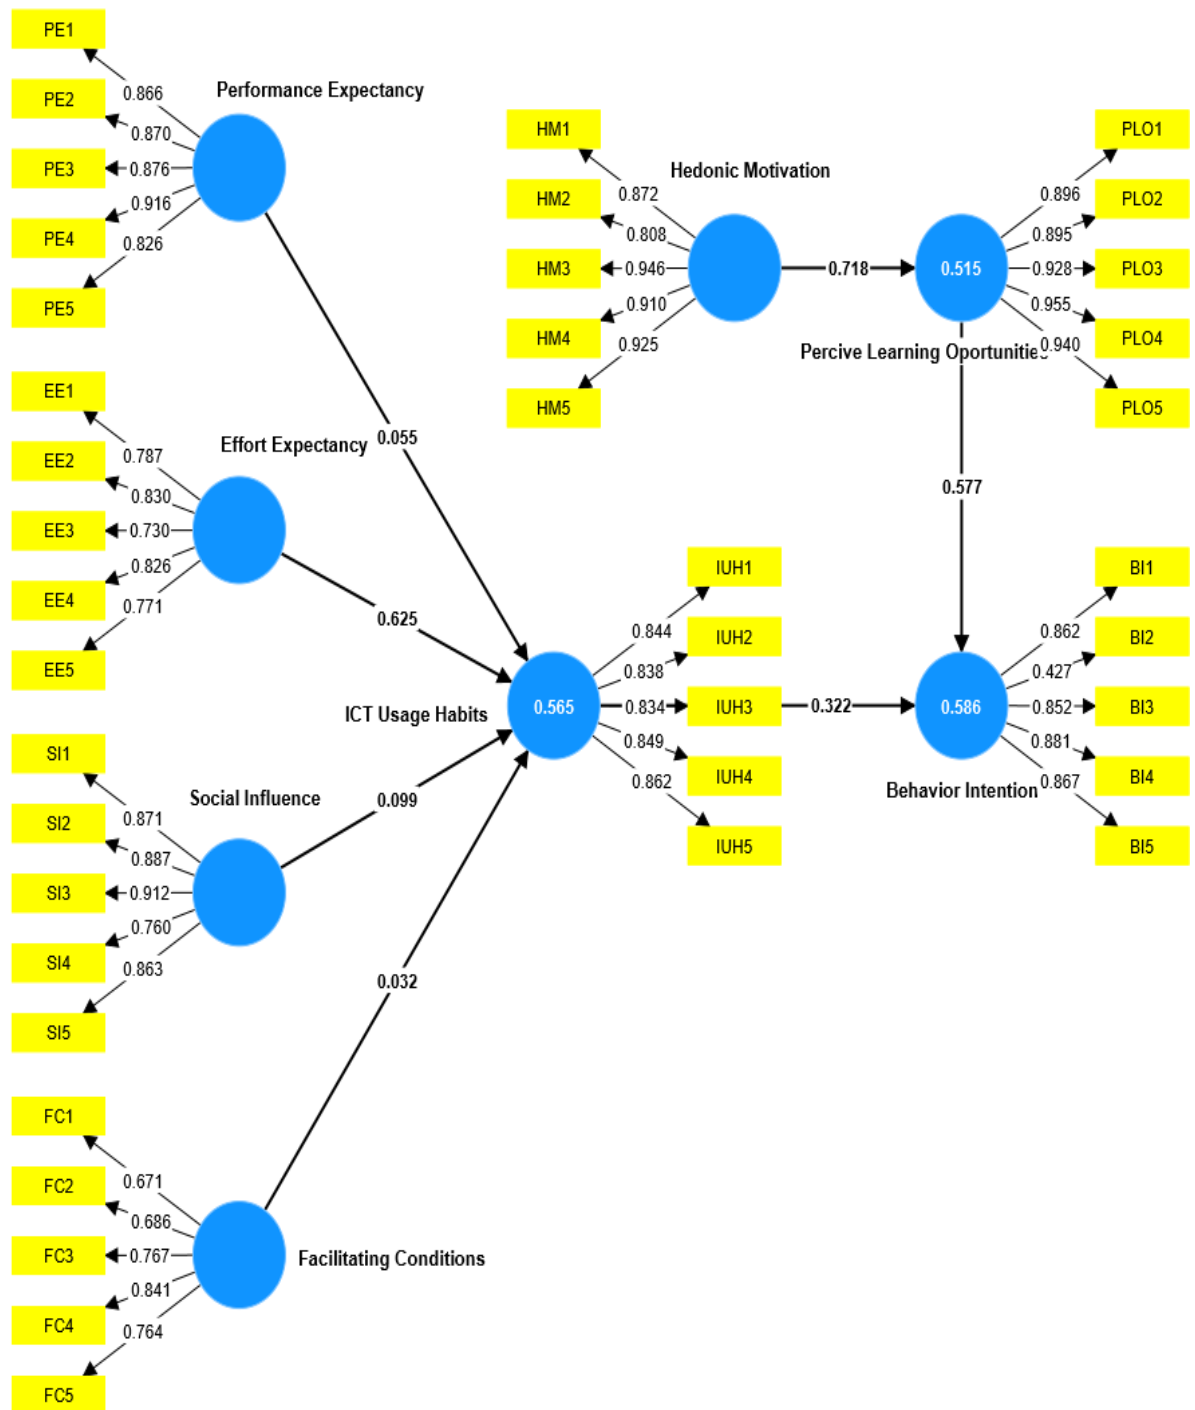 PE1
0.866
PE2
0.870
PE3
0.876
PE4
0.916
PE5
0.826
Performance Expectancy
0.055
EE1
0.787
EE2
0.830
EE3
0.730
EE4
0.826
EE5
0.771
Effort Expectancy
0.625
SI1
0.871
SI2
0.887
SI3
0.912
SI4
0.760
SI5
0.863
Social Influence
0.099
FC1
0.671
FC2
0.686
FC3
0.767
FC4
0.841
FC5
0.764
Facilitating Conditions
0.032
HM1
0.872
HM2
0.808
HM3
0.946
HM4
0.910
HM5
0.925
Hedonic Motivation
0.718
0.515
Percive Learning Oportunities
PLO1
0.896
PLO2
0.895
PLO3
0.928
PLO4
0.955
PLO5
0.940
0.577
ICT Usage Habits
0.565
IUH1
0.844
IUH2
0.838
IUH3
0.834
IUH4
0.849
IUH5
0.862
0.322
0.586
Behavior Intention
BI1
0.862
BI2
0.427
BI3
0.852
BI4
0.881
BI5
0.867